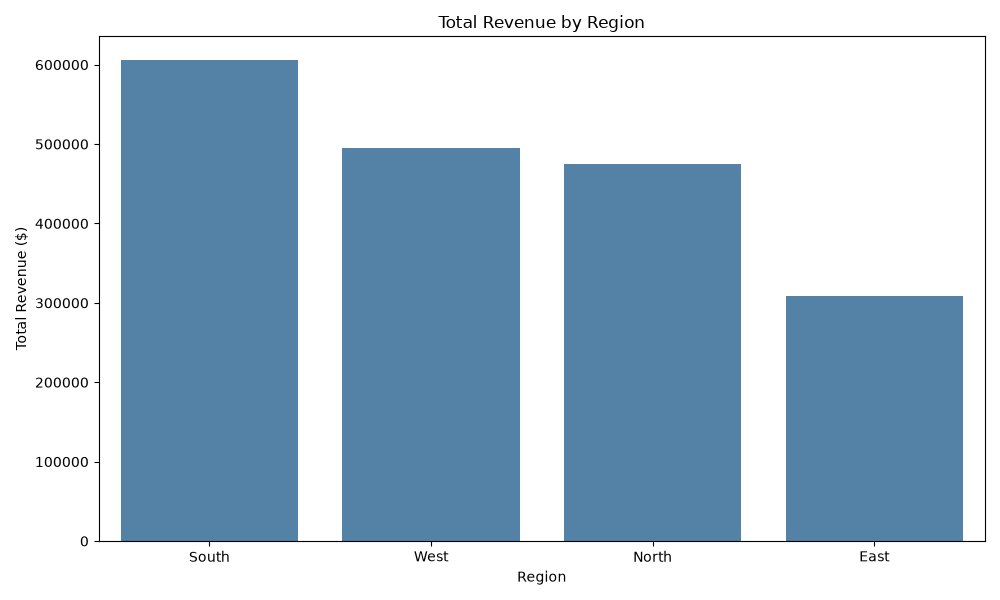 Total Revenue by Region
Total Revenue ($)
600000
500000
400000
300000
200000
100000
0
South West North East
Region